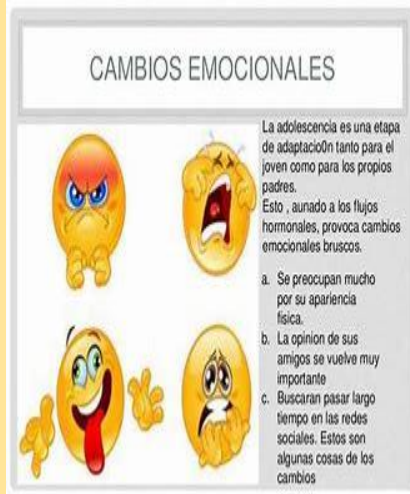 CAMBIOS EMOCIONALES
La adolescencia es una etapa
de adaptacio0n tanto para el
joven como para los propios
padres.
Esto , aunado a los flujos
hormonales, provoca cambios
emocionales bruscos.
a. Se preocupan mucho
por su apariencia
física.
b. La opinion de sus
amigos se vuelve muy
importante
c. Buscaran pasar largo
tiempo en las redes
sociales. Estos son
algunas cosas de los
cambios